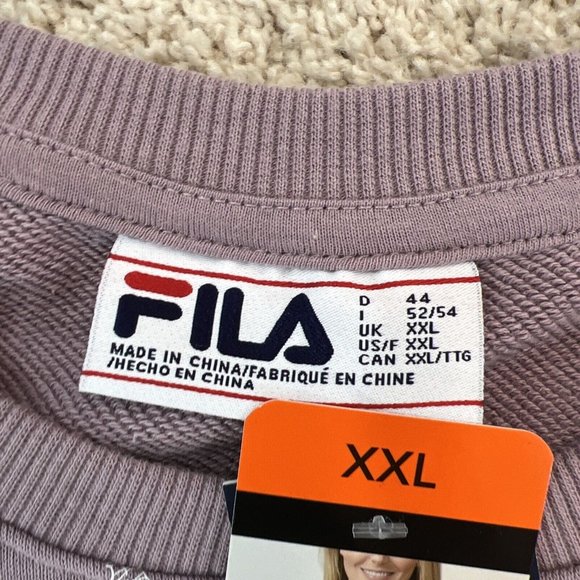 FILA
D 44
I 52/54
UK XXL
US/F XXL
CAN XXL/TTG
MADE IN CHINA/FABRIQUÉ EN CHINE
/HECHO EN CHINA
XXL